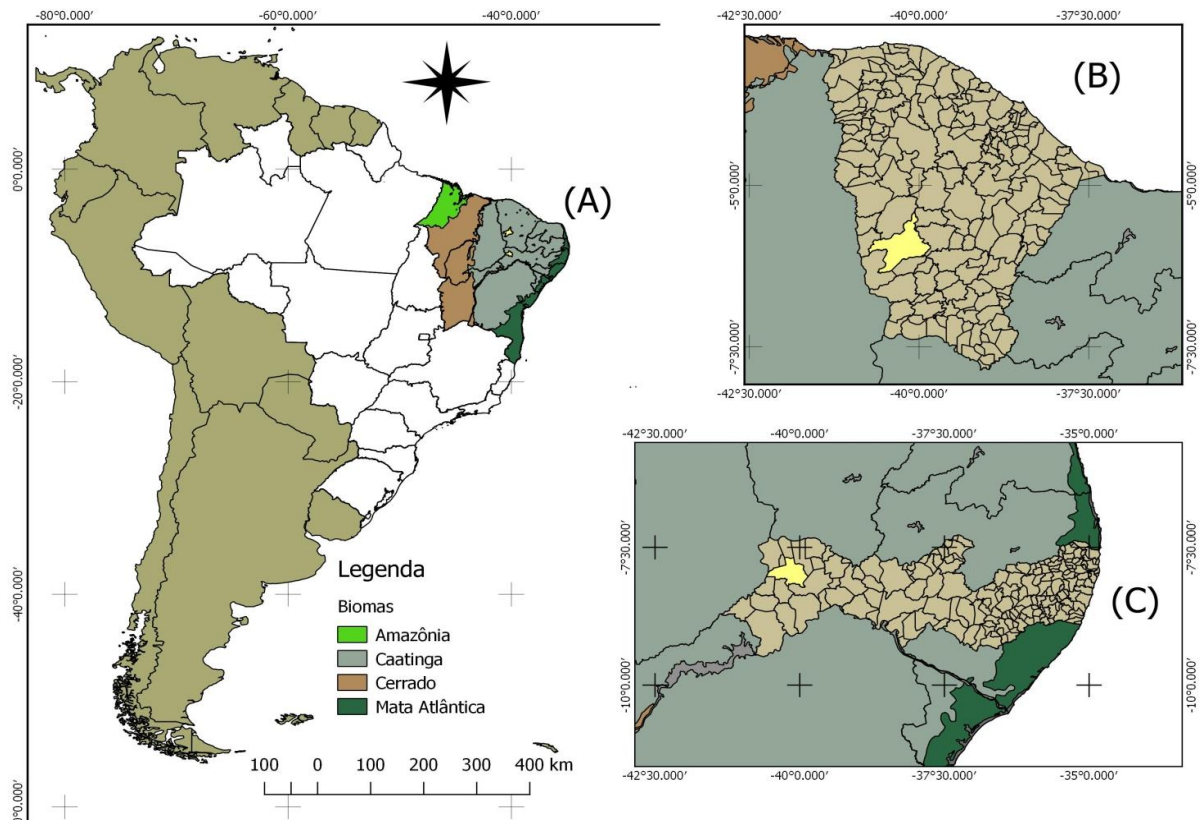 -80°0.000' -60°0.000' -40°0.000'
0°0.000'
-20°0.000'
-40°0.000'
(A)
Legenda
Biomas
Amazônia
Caatinga
Cerrado
Mata Atlântica
100 0 100 200 300 400 km
-42°30.000' -40°0.000' -37°30.000'
(B)
-5°0.000' -5°0.000'
-7°30.000' -7°30.000'
-42°30.000' -40°0.000' -37°30.000'
-42°30.000' -40°0.000' -37°30.000' -35°0.000'
-7°30.000' -7°30.000'
(C)
-10°0.000' -10°0.000'
-42°30.000' -40°0.000' -37°30.000' -35°0.000'